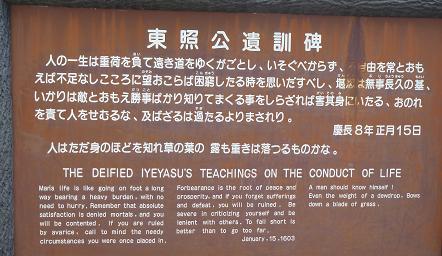 東照公遺訓碑
人の一生は重荷を負て遠き道をゆくがごとし、いそぐべからず、 自由を常とおも
えば不足なしこころに望おこらば困窮したる時を思いだすべし、堪忍は無事長久の基、
いかりは敵とおもえ勝事ばかり知りてまくる事をしらざれば害其身にいたる、おのれ
を責て人をせむるな、及ばざるは過たるよりまされり。
慶長8年正月15日
人はただ身のほどを知れ草の葉の 露も重きは落つるものかな。
THE DEIFIED IYEYASU'S TEACHINGS ON THE CONDUCT OF LIFE
Maris life is like going on foot a long
way bearing a heavy burden, with no
need to hurry. Remember that absolute
satisfaction is denied mortals, and you
will be contented. If you are ruled
by avarice, call to mind the needy
circumstances you were once placed in.
Forbearance is the root of peace and
prosperity, and if you forget sufferings
and defeat, you will be ruined. Be
severe in criticizing yourself and be
lenient with others. To fall short is
better than to go too far.
January, 15, 1603
A man should know himself!
Even the weight of a dewdrop, Bows
down a blade of grass.